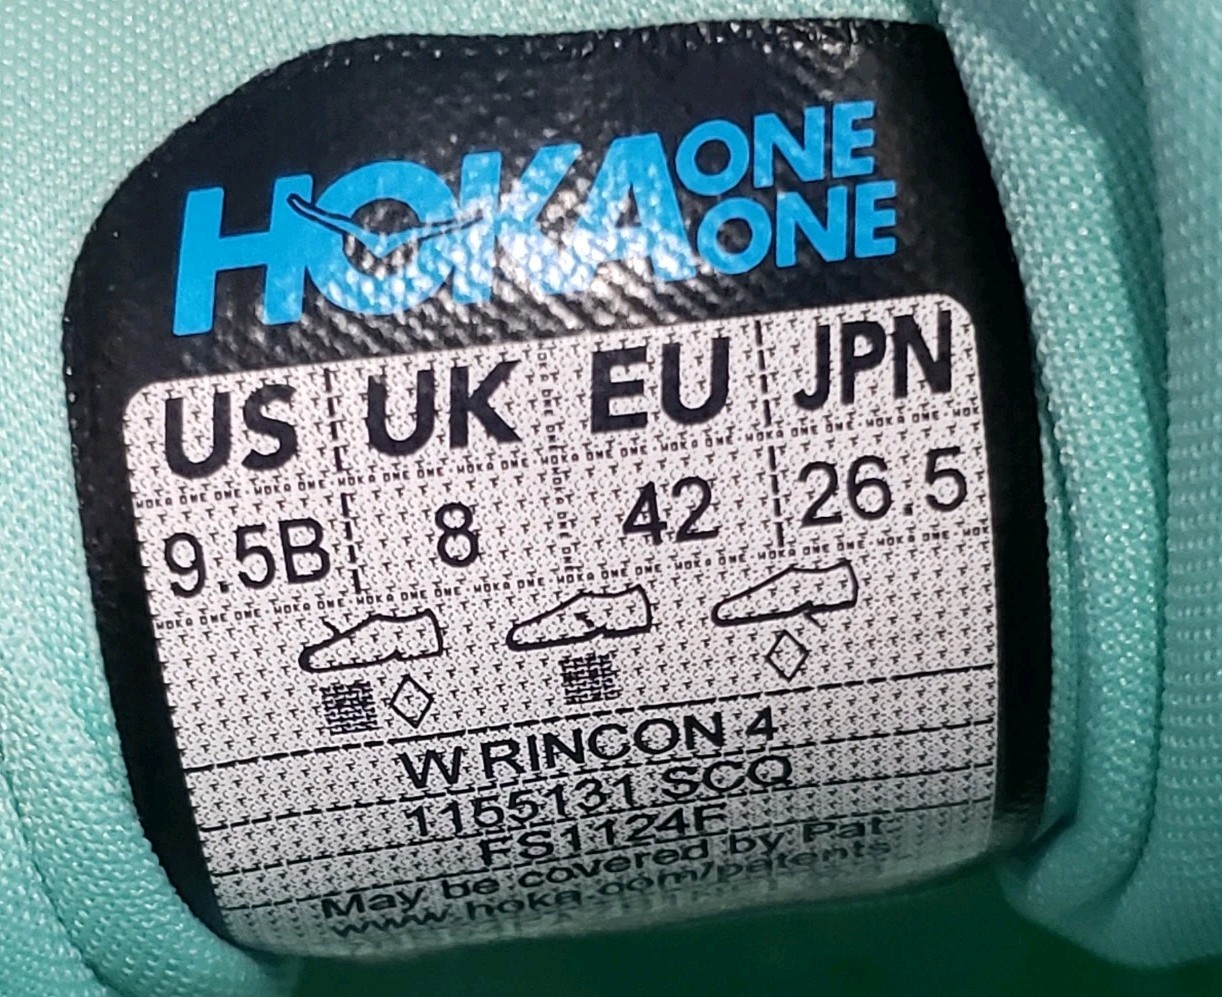 HOKA ONE ONE
US UK EU JPN
9.5B 8 42 26.5
W RINCON 4
1155131 SCQ
FS1124F
May be covered by Pat.
www.hoka.com/patents